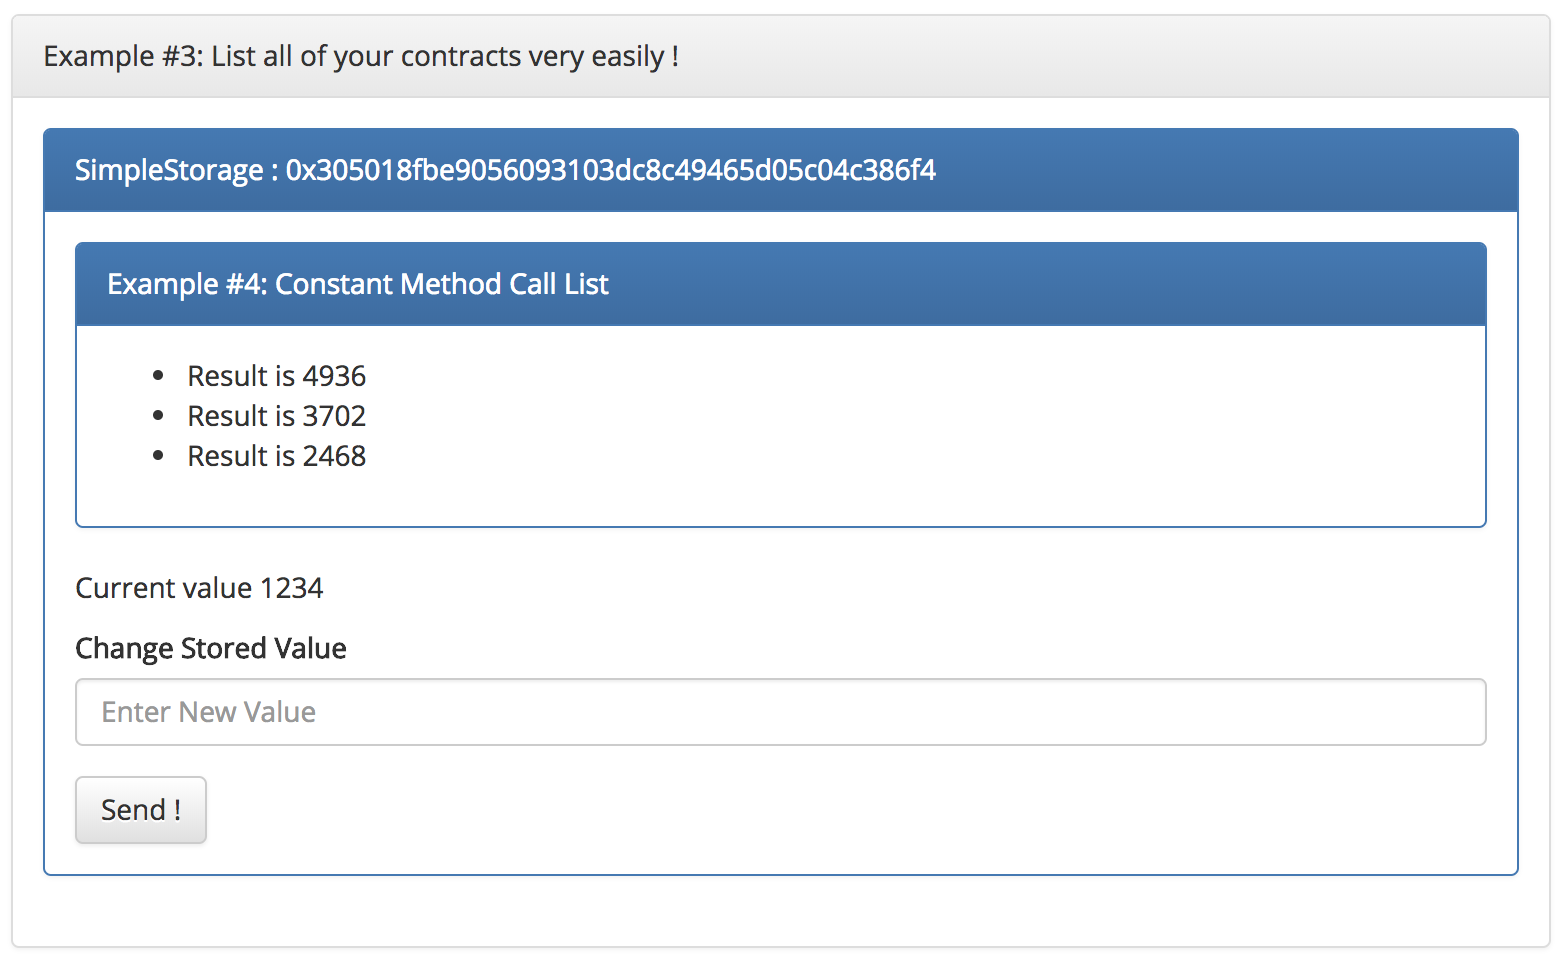 Example #3: List all of your contracts very easily !
SimpleStorage : 0x305018fbe9056093103dc8c49465d05c04c386f4
Example #4: Constant Method Call List
• Result is 4936
• Result is 3702
• Result is 2468
Current value 1234
Change Stored Value
Enter New Value
Send !